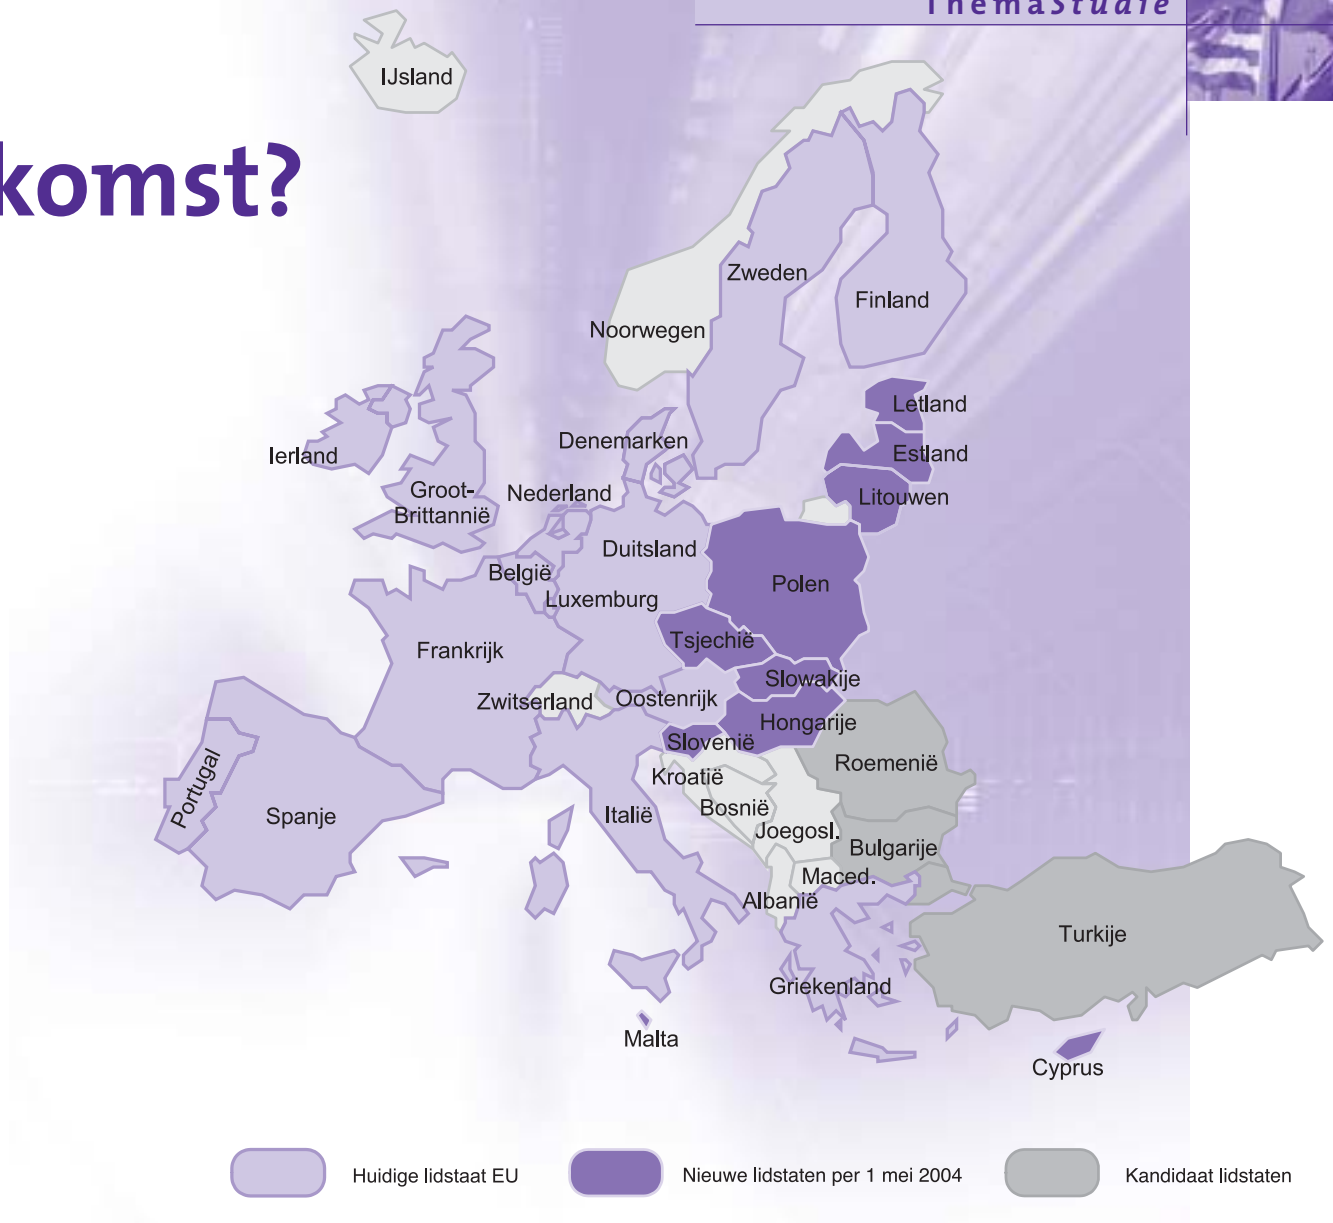 ThemaStudie
komst?
IJsland
Zweden
Finland
Noorwegen
Letland
Denemarken
Estland
Ierland
Groot-
Brittannië
Nederland
Litouwen
Duitsland
België
Polen
Luxemburg
Tsjechië
Frankrijk
Slowakije
Zwitserland
Oostenrijk
Hongarije
Slovenië
Roemenië
Kroatië
Portugal
Bosnië
Spanje
Italië
Joegosl.
Bulgarije
Maced.
Albanië
Turkije
Griekenland
Malta
Cyprus
Huidige lidstaat EU
Nieuwe lidstaten per 1 mei 2004
Kandidaat lidstaten